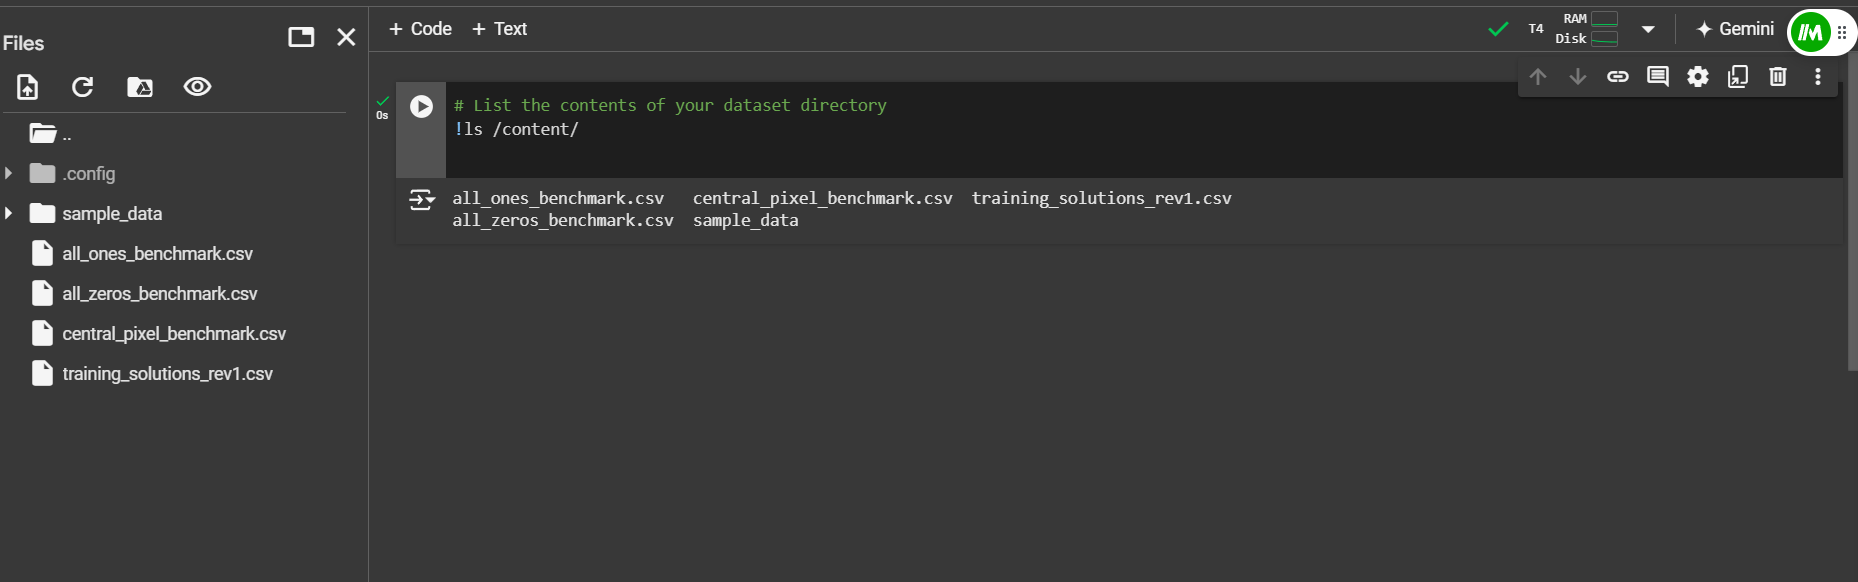 Files
..
.config
sample_data
all_ones_benchmark.csv
all_zeros_benchmark.csv
central_pixel_benchmark.csv
training_solutions_rev1.csv
+ Code + Text
T4 RAM
Disk
Gemini
0s
# List the contents of your dataset directory
!ls /content/
all_ones_benchmark.csv central_pixel_benchmark.csv training_solutions_rev1.csv
all_zeros_benchmark.csv sample_data